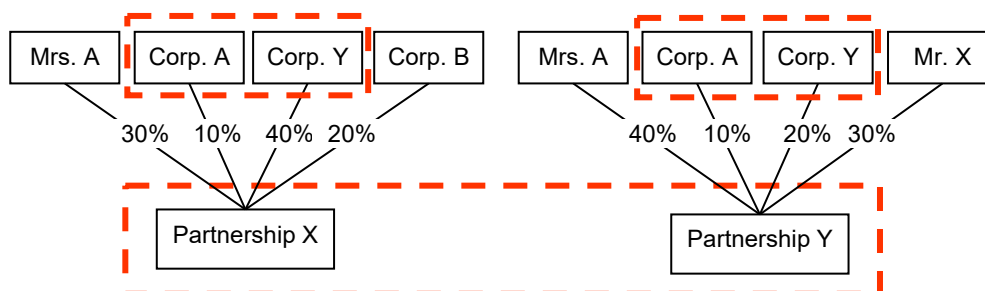 Mrs. A Corp. A Corp. Y Corp. B Mrs. A Corp. A Corp. Y Mr. X
30% 10% 40% 20% 40% 10% 20% 30%
Partnership X Partnership Y